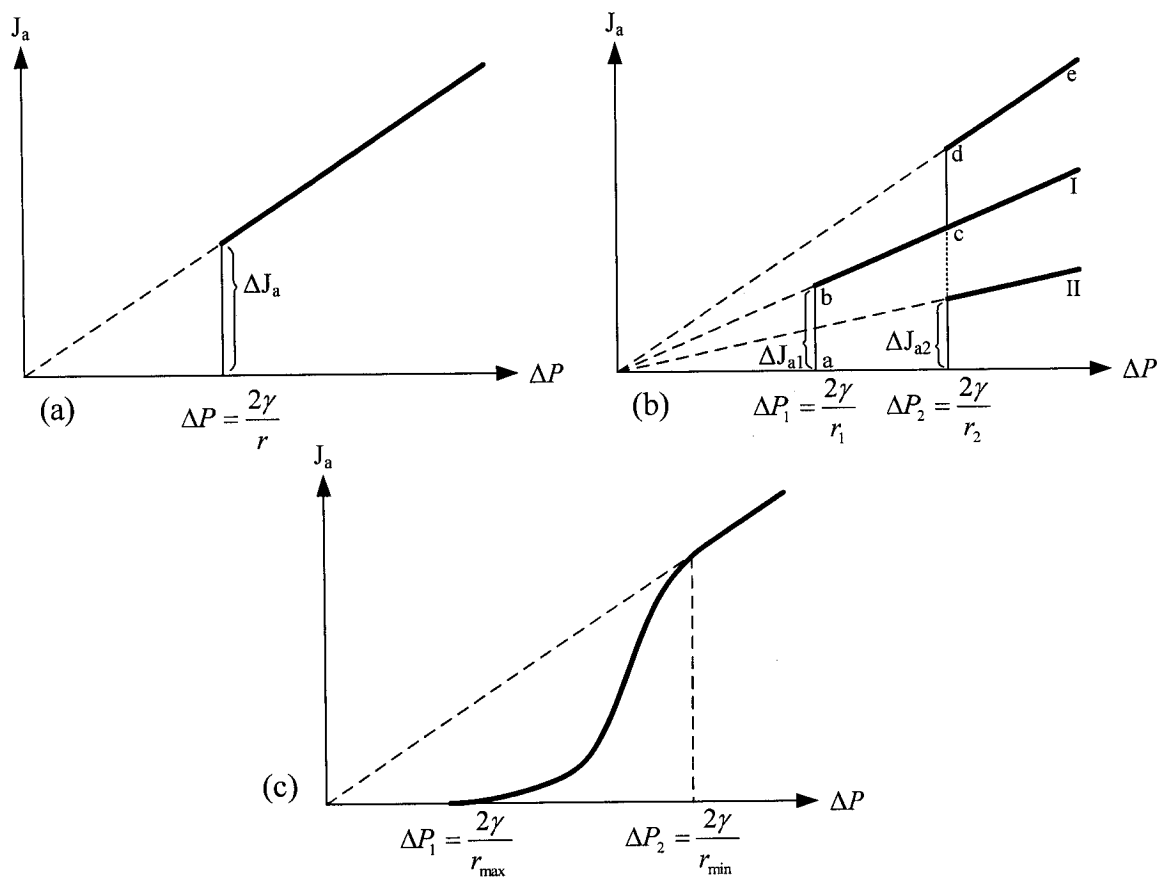 Jₐ
ΔJₐ
ΔP
(a)
ΔP = 2γ/r
Jₐ
e
d
I
c
b
II
ΔJₐ₁
a
ΔJₐ₂
ΔP
(b)
ΔP₁ = 2γ/r₁
ΔP₂ = 2γ/r₂
Jₐ
(c)
ΔP
ΔP₁ = 2γ/r_max
ΔP₂ = 2γ/r_min